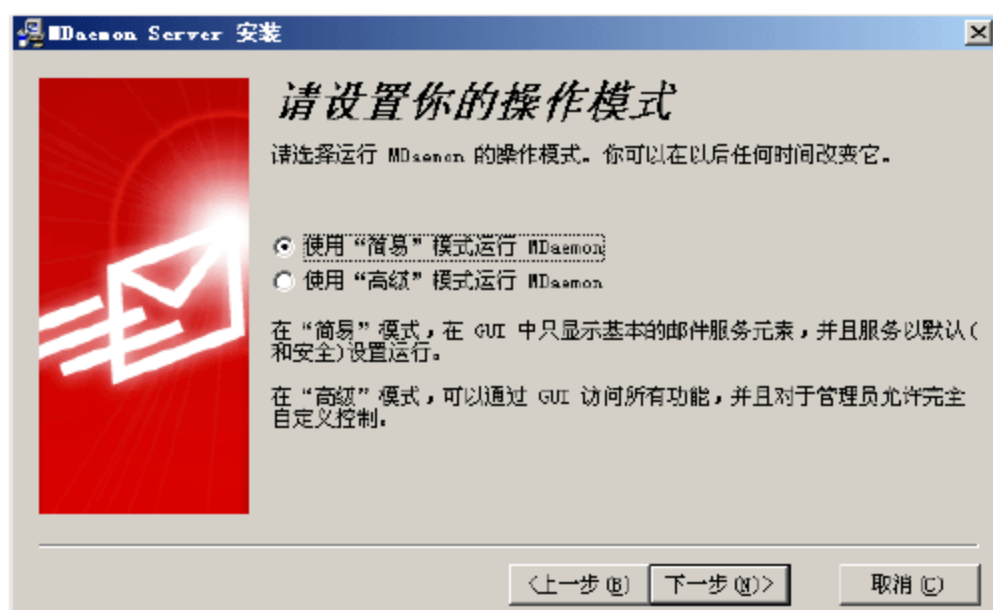 MDaemon Server 安装
请设置你的操作模式
请选择运行 MDaemon 的操作模式。你可以在以后任何时间改变它。
使用“简易”模式运行 MDaemon
使用“高级”模式运行 MDaemon
在“简易”模式，在 GUI 中只显示基本的邮件服务元素，并且服务以默认(
和安全)设置运行。
在“高级”模式，可以通过 GUI 访问所有功能，并且对于管理员允许完全
自定义控制。
<上一步(B) 下一步(N)> 取消(C)